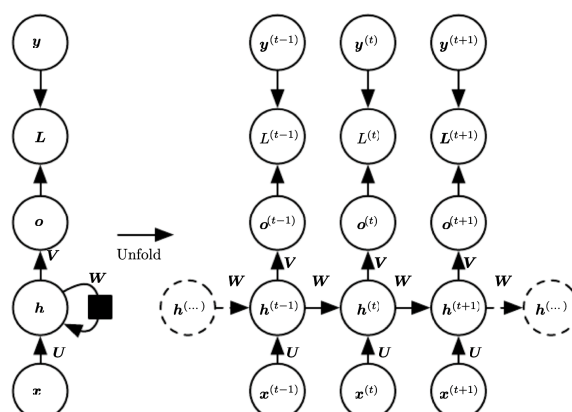 y y^(t-1) y^(t) y^(t+1)
L L^(t-1) L^(t) L^(t+1)
o o^(t-1) o^(t) o^(t+1)
Unfold
V V V V
W W W W W
h h^(...) h^(t-1) h^(t) h^(t+1) h^(...)
U U U U
x x^(t-1) x^(t) x^(t+1)